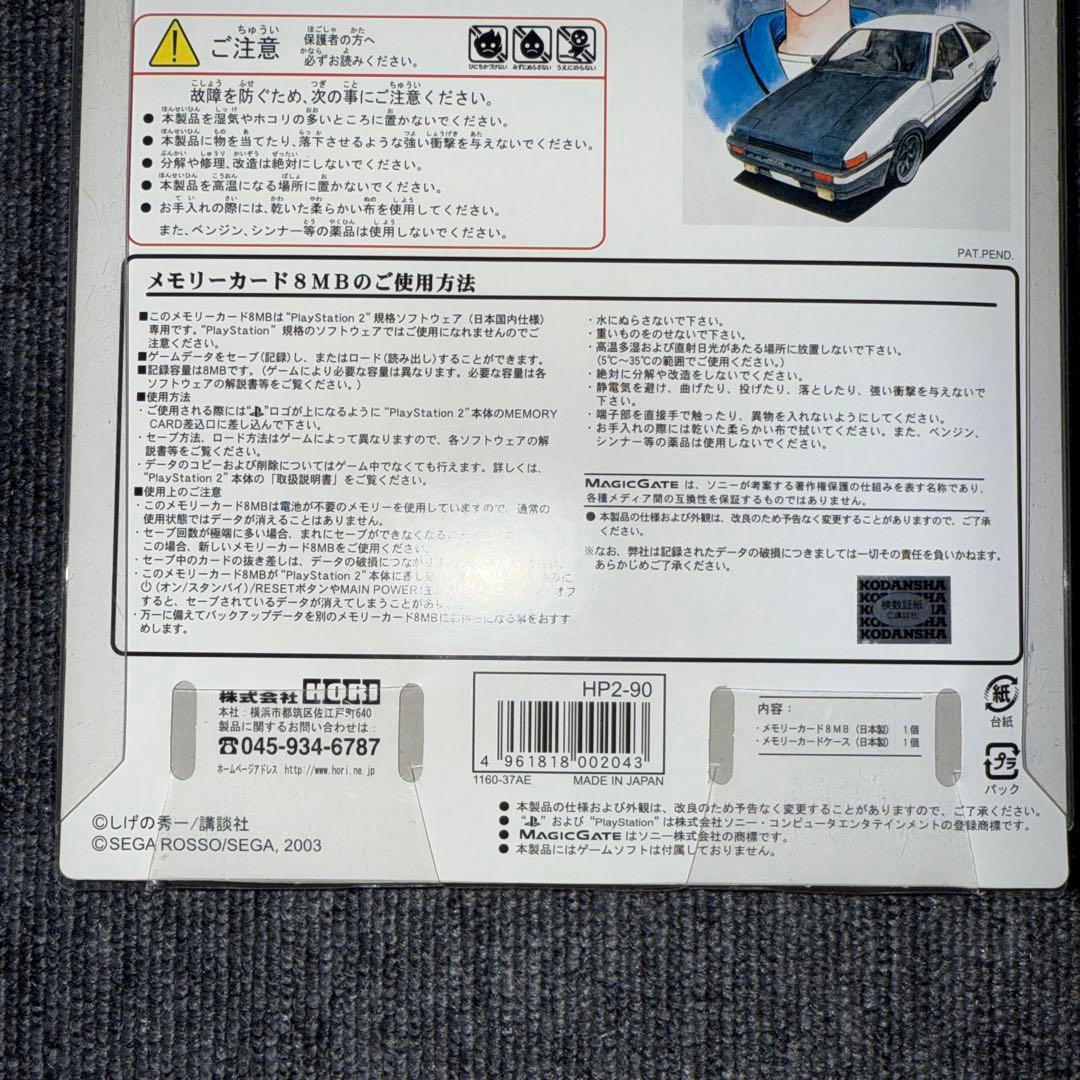 ご注意
保護者の方へ
必ずお読みください。
ひにちかづけない みずにぬらさない うえにのらない
故障を防ぐため、次の事にご注意ください。
● 本製品を湿気やホコリの多いところに置かないでください。
● 本製品に物を当てたり、落下させるような強い衝撃を与えないでください。
● 分解や修理、改造は絶対にしないでください。
● 本製品を高温になる場所に置かないでください。
● お手入れの際には、乾いた柔らかい布を使用してください。
また、ベンジン、シンナー等の薬品は使用しないでください。
PAT.PEND.
メモリーカード8MBのご使用方法
■このメモリーカード8MBは“PlayStation 2”規格ソフトウェア（日本国内仕様）
専用です。“PlayStation”規格のソフトウェアではご使用になれませんのでご
注意ください。
■ゲームデータをセーブ(記録)し、またはロード(読み出し)することができます。
■記録容量は8MBです。（ゲームにより必要な容量は異なります。必要な容量は各
ソフトウェアの解説書等をご覧ください。）
■使用方法
・ご使用される際には“ ”ロゴが上になるように“PlayStation 2”本体のMEMORY
CARD差込口に差し込んで下さい。
・セーブ方法、ロード方法はゲームによって異なりますので、各ソフトウェアの解
説書等をご覧ください。
・データのコピーおよび削除についてはゲーム中でなくても行えます。詳しくは、
“PlayStation 2”本体の「取扱説明書」をご覧ください。
■使用上のご注意
・このメモリーカード8MBは電池が不要のメモリーを使用していますので、通常の
使用状態ではデータが消えることはありません。
・セーブ回数が極端に多い場合、まれにセーブができなくなる
この場合、新しいメモリーカード8MBをご使用ください。
・セーブ中のカードの抜き差しは、データの破損につなが
・このメモリーカード8MBが“PlayStation 2”本体に差し込
(オン/スタンバイ)/RESETボタンやMAIN POWER(主 オフ
すると、セーブされているデータが消えてしまうことがあり
・万一に備えてバックアップデータを別のメモリーカード8MBにお持ちになる事をおすす
めします。
・水にぬらさないで下さい。
・重いものをのせないで下さい。
・高温多湿および直射日光があたる場所に放置しないで下さい。
(5℃～35℃の範囲でご使用ください。)
・絶対に分解や改造をしないでください。
・静電気を避け、曲げたり、投げたり、落としたり、強い衝撃を与えないで
下さい。
・端子部を直接手で触ったり、異物を入れないようにしてください。
・お手入れの際には乾いた柔らかい布で拭いてください。また、ベンジン、
シンナー等の薬品は使用しないでください。
MAGICGATE は、ソニーが考案する著作権保護の仕組みを表す名称であり、
各種メディア間の互換性を保証するものではありません。
● 本製品の仕様および外観は、改良のため予告なく変更することがありますので、ご了承
ください。
※なお、弊社は記録されたデータの破損につきましては一切その責任を負いかねます。
あらかじめご了承ください。
KODANSHA
検数証紙
©講談社
KODANSHA
株式会社 HORI
本社：横浜市都筑区佐江戸町640
製品に関するお問い合わせは：
☎045-934-6787
ホームページアドレス http://www.hori.ne.jp
HP2-90
4 961818 002043
1160-37AE MADE IN JAPAN
内容：
・メモリーカード8MB（日本製） 1個
・メモリーカードケース（日本製） 1個
紙
台紙
プラ
パック
©しげの秀一/講談社
©SEGA ROSSO/SEGA, 2003
● 本製品の仕様および外観は、改良のため予告なく変更することがありますので、ご了承ください。
● “ ”および“PlayStation”は株式会社ソニー・コンピュータエンタテインメントの登録商標です。
● MAGICGATE はソニー株式会社の商標です。
● 本製品にはゲームソフトは付属しておりません。